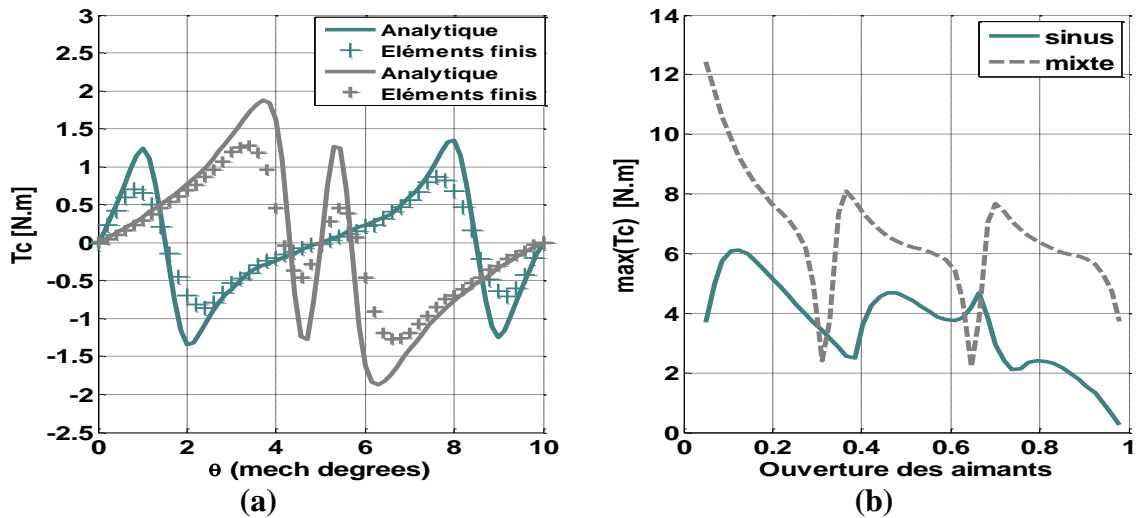 3
2.5
2
1.5
1
0.5
0
-0.5
-1
-1.5
-2
-2.5
Tc [N.m]
Analytique
Eléments finis
Analytique
Eléments finis
0 2 4 6 8 10
θ (mech degrees)
(a)
14
12
10
8
6
4
2
0
max(Tc) [N.m]
sinus
mixte
0 0.2 0.4 0.6 0.8 1
Ouverture des aimants
(b)